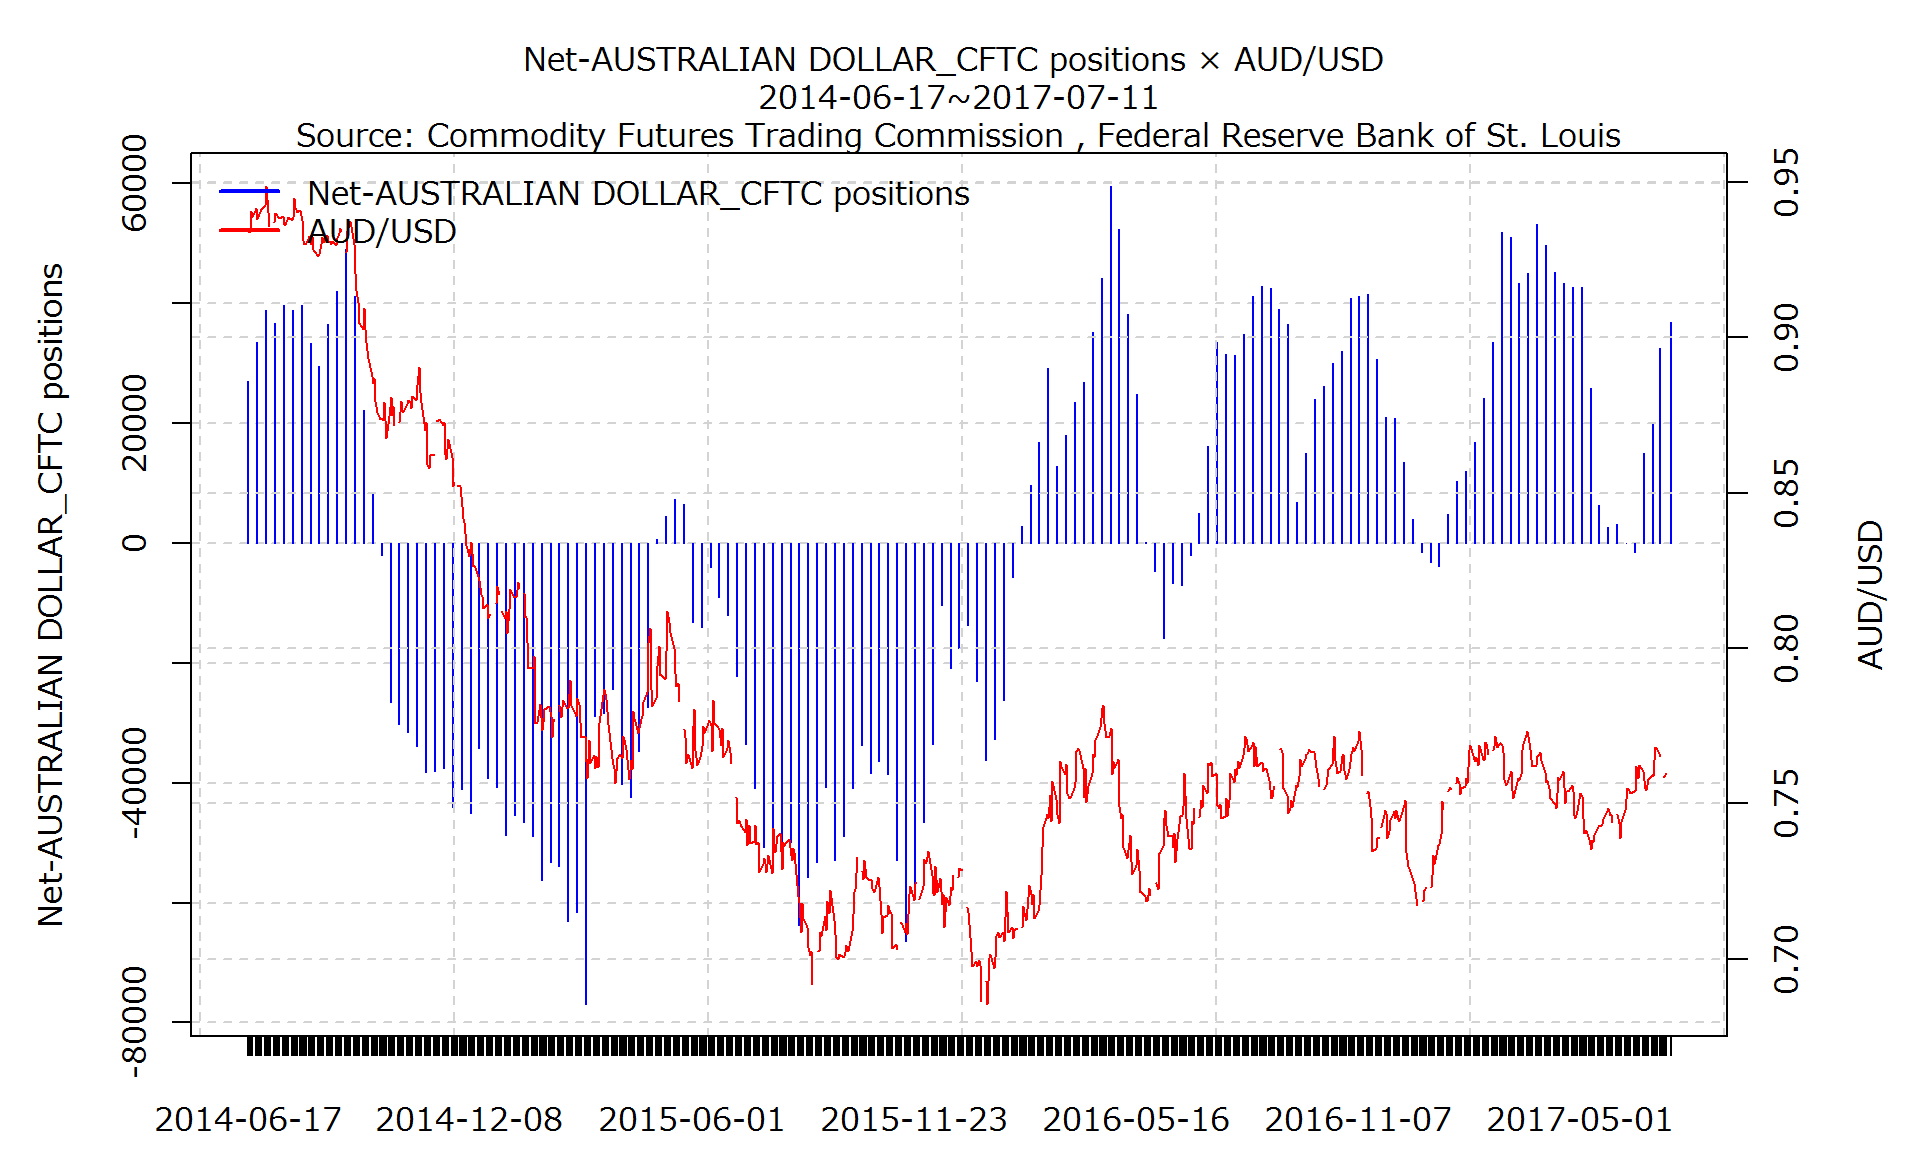 Net-AUSTRALIAN DOLLAR_CFTC positions × AUD/USD
2014-06-17~2017-07-11
Source: Commodity Futures Trading Commission , Federal Reserve Bank of St. Louis
Net-AUSTRALIAN DOLLAR_CFTC positions
AUD/USD
Net-AUSTRALIAN DOLLAR_CFTC positions
60000
20000
0
-40000
-80000
0.95
0.90
0.85
0.80
0.75
0.70
AUD/USD
2014-06-17 2014-12-08 2015-06-01 2015-11-23 2016-05-16 2016-11-07 2017-05-01